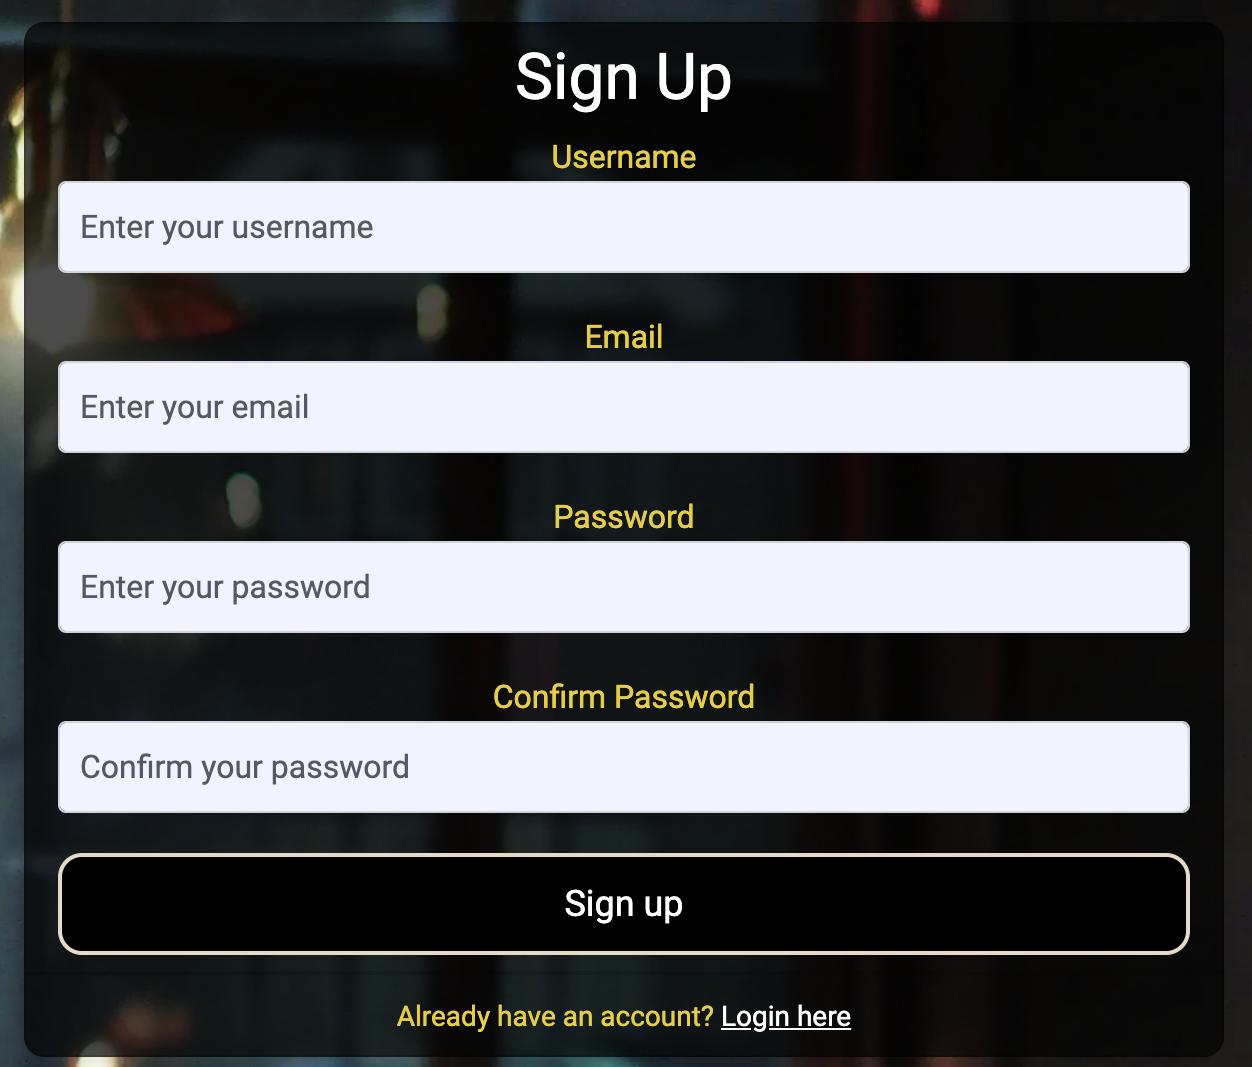 Sign Up
Username
Enter your username
Email
Enter your email
Password
Enter your password
Confirm Password
Confirm your password
Sign up
Already have an account? Login here